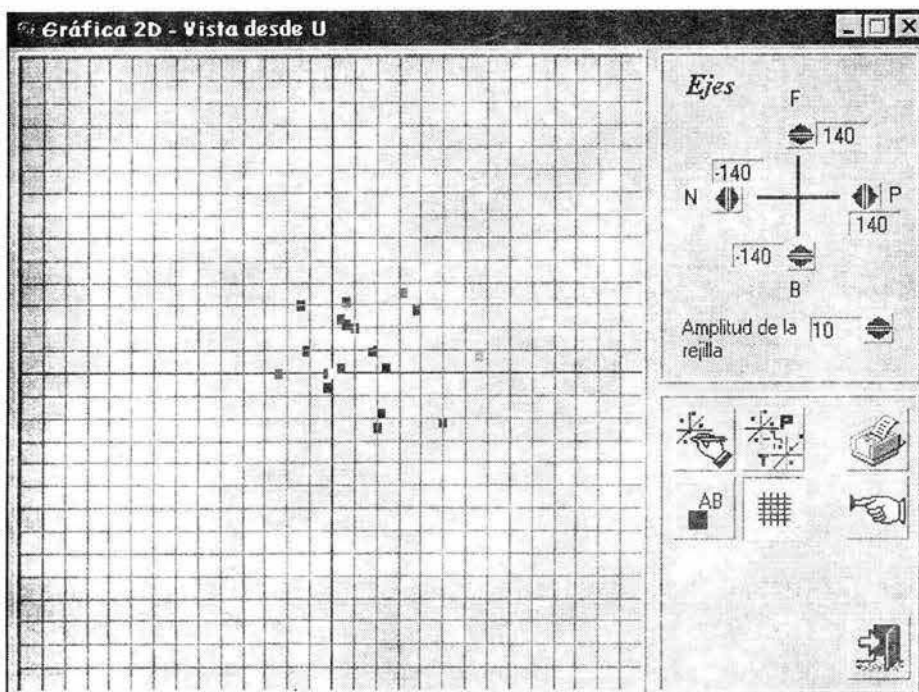 Gráfica 2D - Vista desde U
Ejes
F
140
-140
N
P
140
-140
B
Amplitud de la rejilla
10
P
T
AB